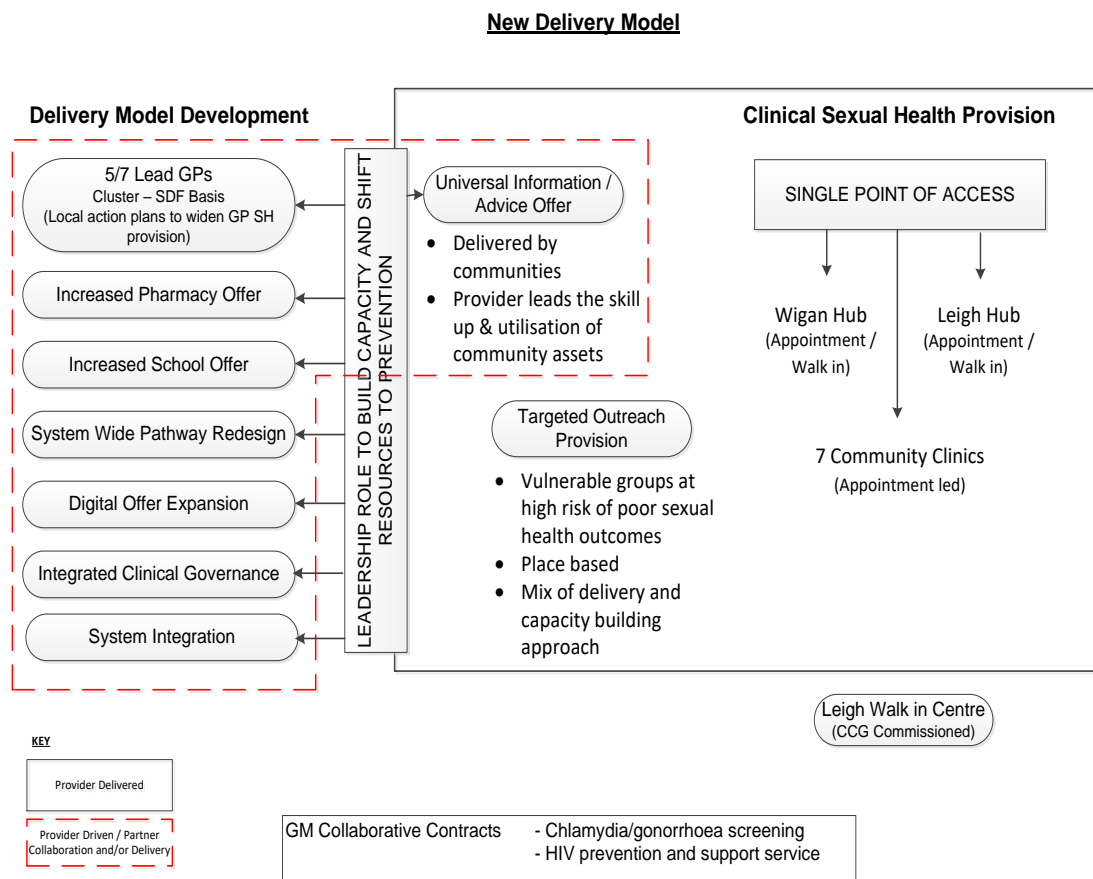 New Delivery Model
Delivery Model Development
5/7 Lead GPs
Cluster – SDF Basis
(Local action plans to widen GP SH
provision)
Increased Pharmacy Offer
Increased School Offer
System Wide Pathway Redesign
Digital Offer Expansion
Integrated Clinical Governance
System Integration
LEADERSHIP ROLE TO BUILD CAPACITY AND SHIFT
RESOURCES TO PREVENTION
Universal Information /
Advice Offer
• Delivered by
communities
• Provider leads the skill
up & utilisation of
community assets
Targeted Outreach
Provision
• Vulnerable groups at
high risk of poor sexual
health outcomes
• Place based
• Mix of delivery and
capacity building
approach
Clinical Sexual Health Provision
SINGLE POINT OF ACCESS
Wigan Hub
(Appointment /
Walk in)
Leigh Hub
(Appointment /
Walk in)
7 Community Clinics
(Appointment led)
Leigh Walk in Centre
(CCG Commissioned)
KEY
Provider Delivered
Provider Driven / Partner
Collaboration and/or Delivery
GM Collaborative Contracts - Chlamydia/gonorrhoea screening
- HIV prevention and support service